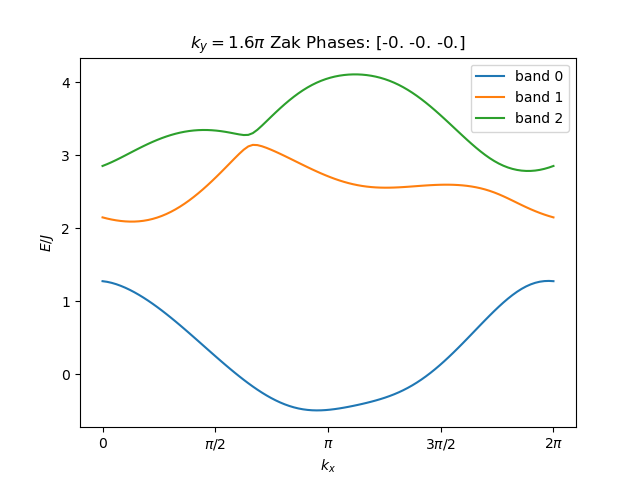 k_y = 1.6π Zak Phases: [-0. -0. -0.]
band 0
band 1
band 2
4
3
2
1
0
E/J
0 π/2 π 3π/2 2π
k_x